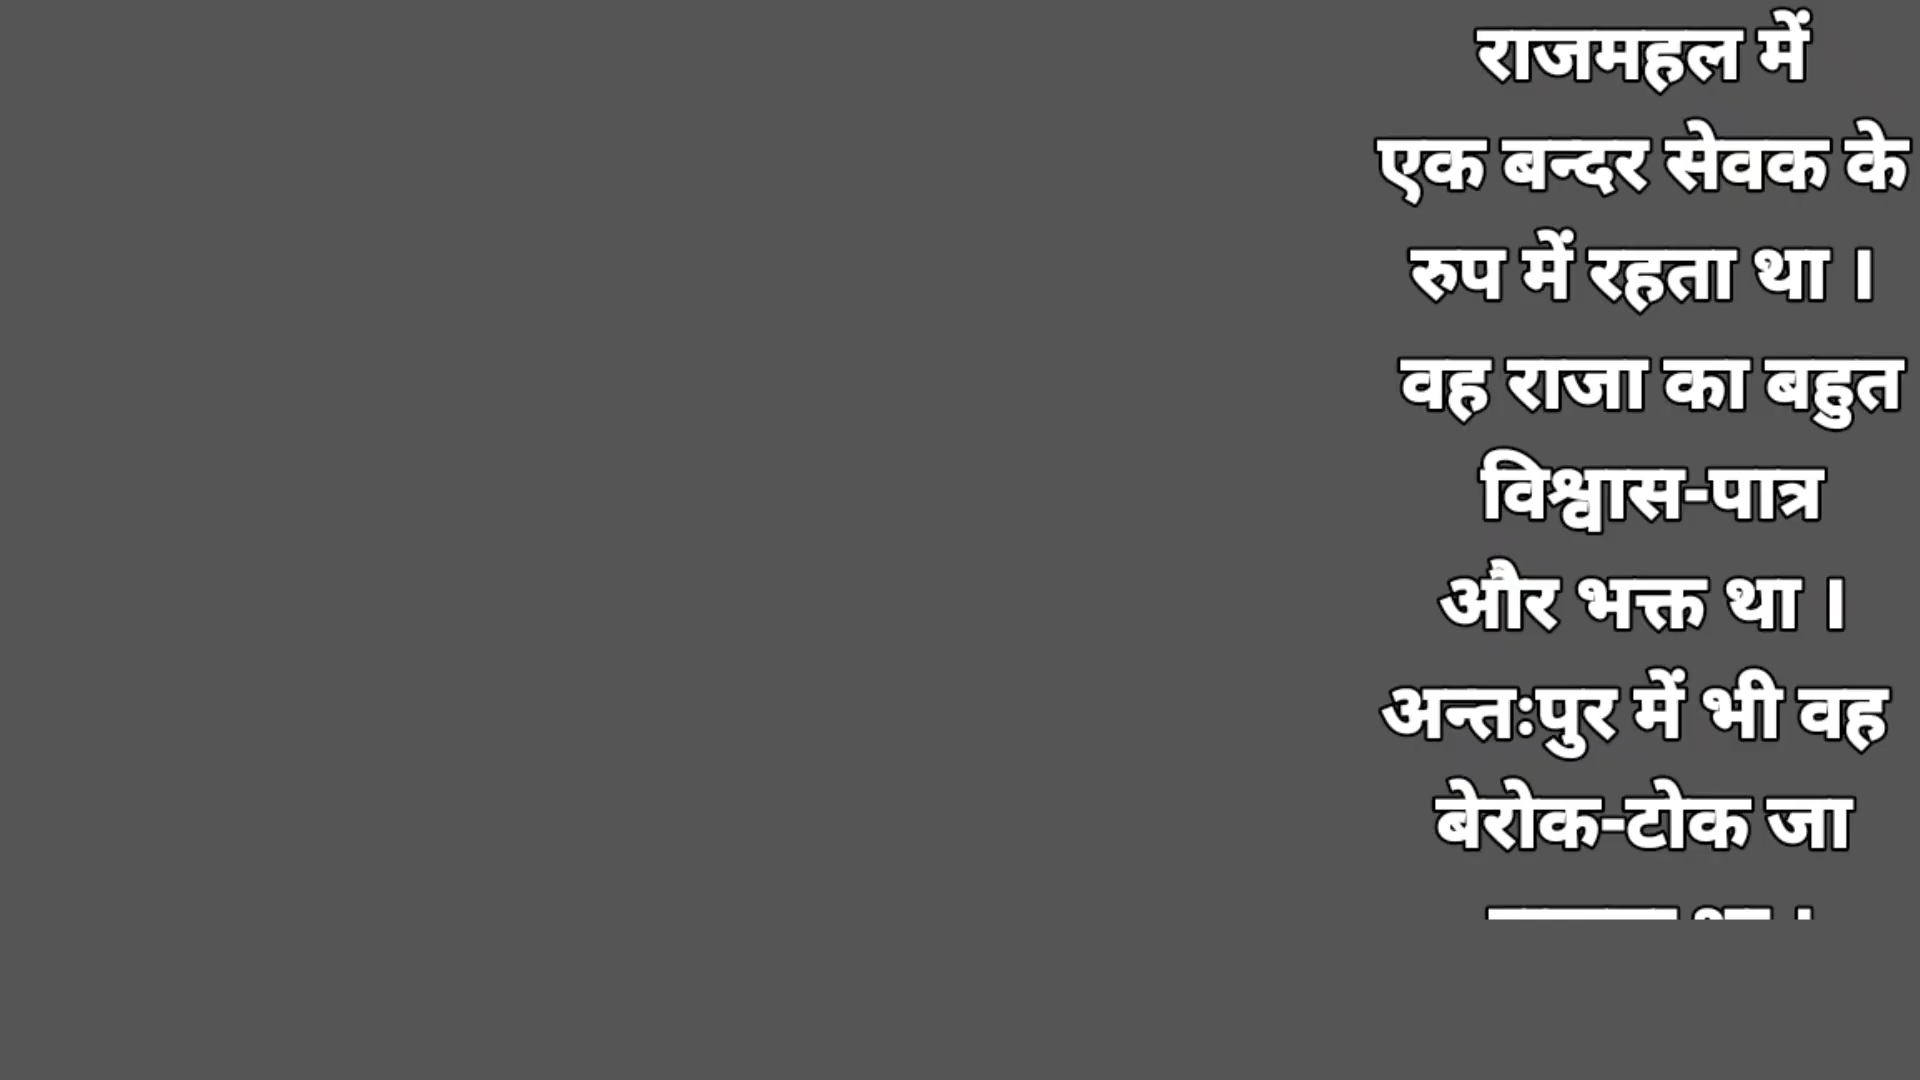 राजमहल में
एक बन्दर सेवक के
रुप में रहता था ।
वह राजा का बहुत
विश्वास-पात्र
और भक्त था ।
अन्तःपुर में भी वह
बेरोक-टोक जा